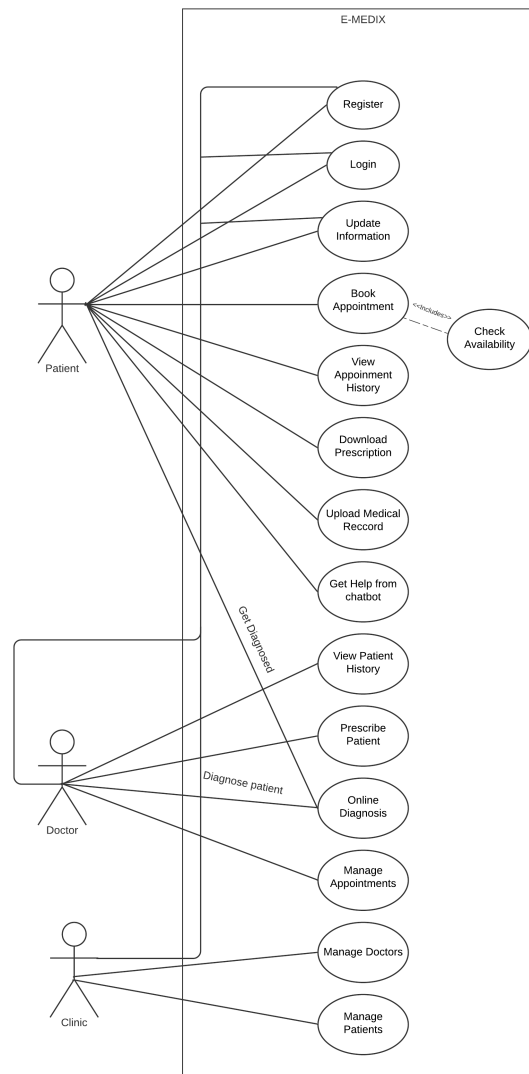 E-MEDIX
Register
Login
Update
Information
Book
Appointment
<<Includes>>
Check
Availability
Patient
View
Appoinment
History
Download
Prescription
Upload Medical
Reccord
Get Help from
chatbot
Get Diagnosed
View Patient
History
Prescribe
Patient
Diagnose patient
Online
Diagnosis
Doctor
Manage
Appointments
Manage Doctors
Clinic
Manage
Patients